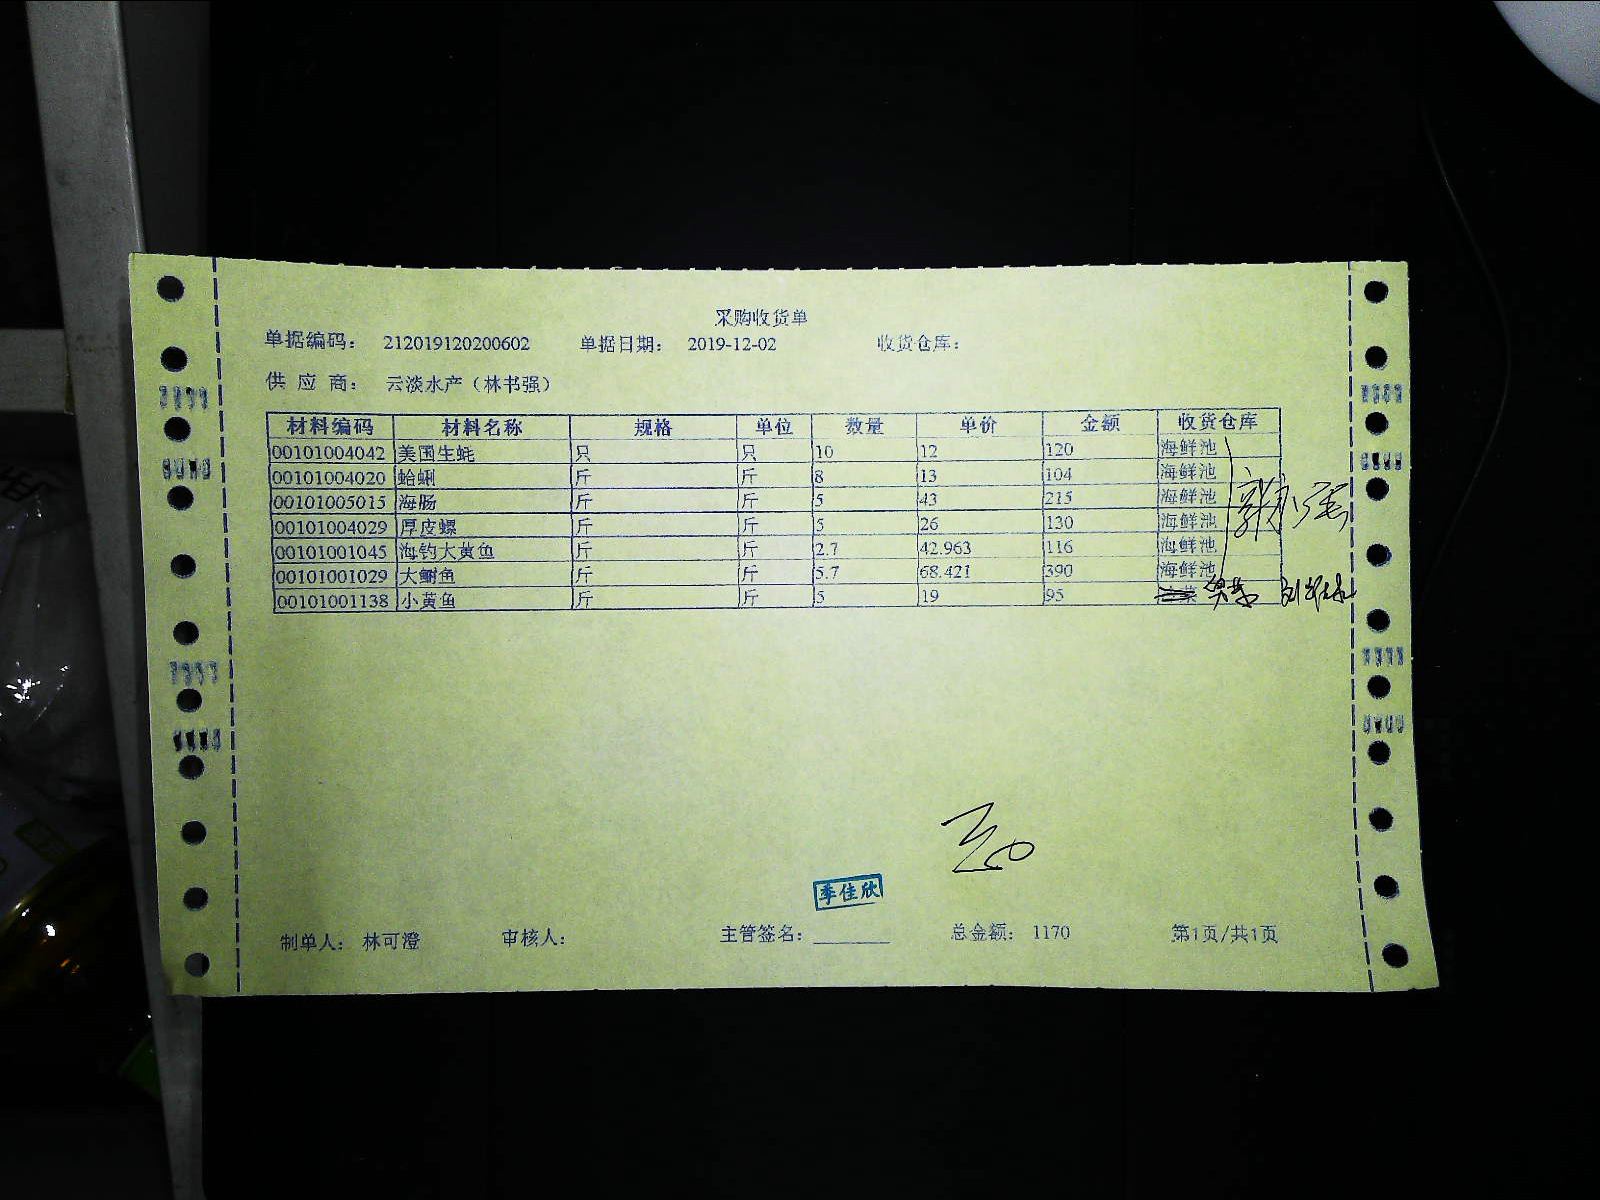 采购收货单
单据编码： 212019120200602 单据日期： 2019-12-02 收货仓库：
供 应 商： 云淡水产（林书强）
材料编码 材料名称 规格 单位 数量 单价 金额 收货仓库
00101004042 美国生蚝 只 只 10 12 120 海鲜池
00101004020 蛤蜊 斤 斤 8 13 104 海鲜池
00101005015 海肠 斤 斤 5 43 215 海鲜池
00101004029 厚皮螺 斤 斤 5 26 130 海鲜池
00101001045 海钓大黄鱼 斤 斤 2.7 42.963 116 海鲜池
00101001029 大鲋鱼 斤 斤 5.7 68.421 390 海鲜池
00101001138 小黄鱼 斤 斤 5 19 95
李佳欣
制单人： 林可澄 审核人： 主管签名： 总金额： 1170 第1页/共1页